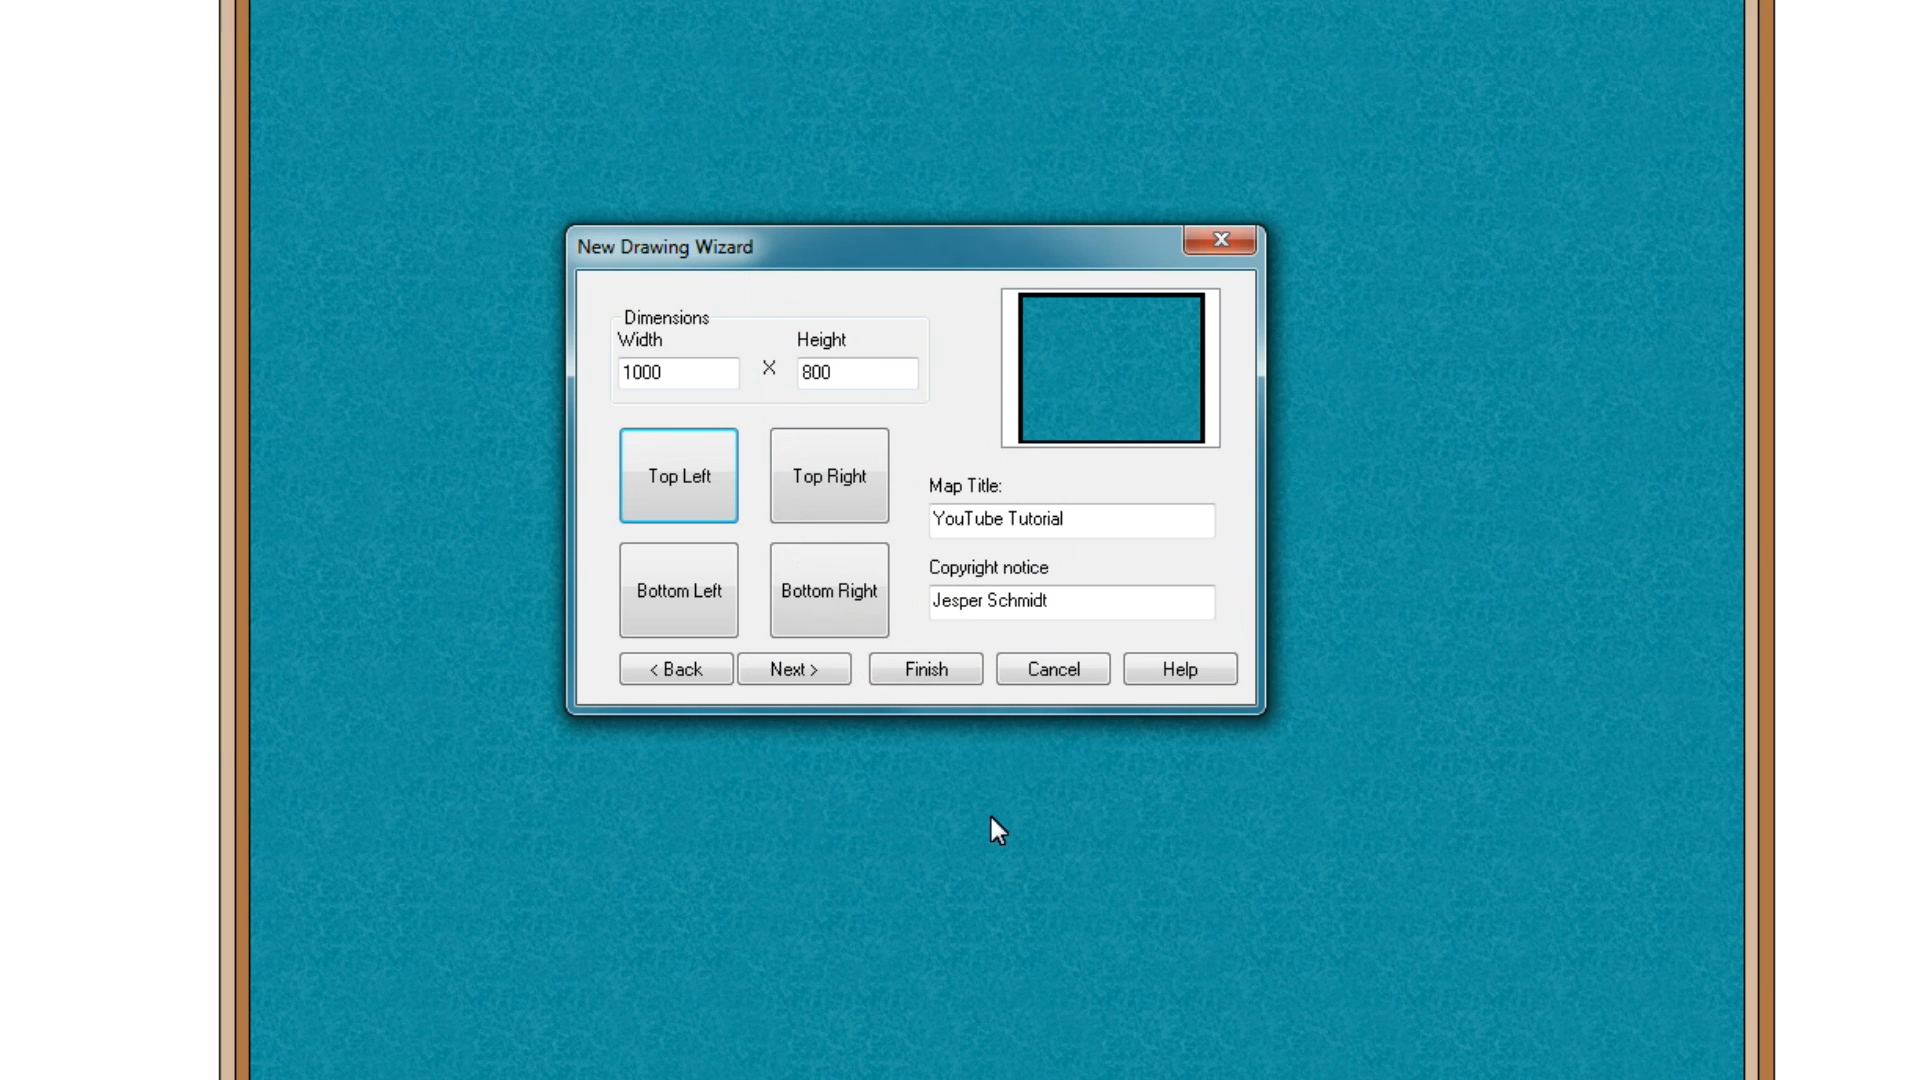 New Drawing Wizard
X
Dimensions
Width Height
1000 X 800
Top Left Top Right
Map Title:
YouTube Tutorial
Copyright notice
Bottom Left Bottom Right
Jesper Schmidt
< Back Next > Finish Cancel Help